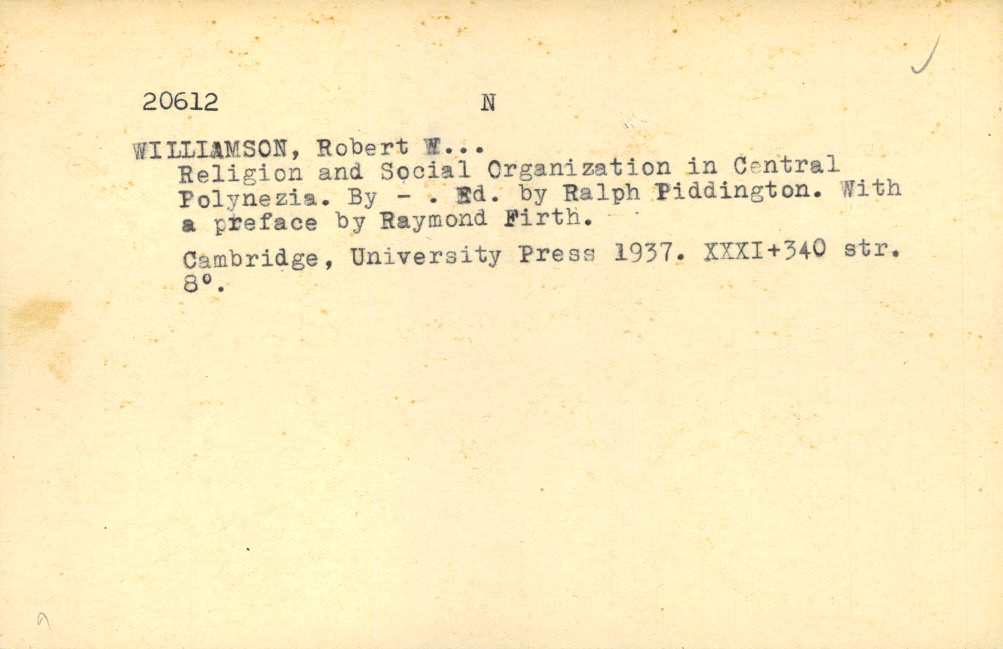 20612 N
WILLIAMSON, Robert W...
Religion and Social Organization in Central
Polynezia. By - . Ed. by Ralph Piddington. With
a preface by Raymond Firth.
Cambridge, University Press 1937. XXXI+340 str.
8°.